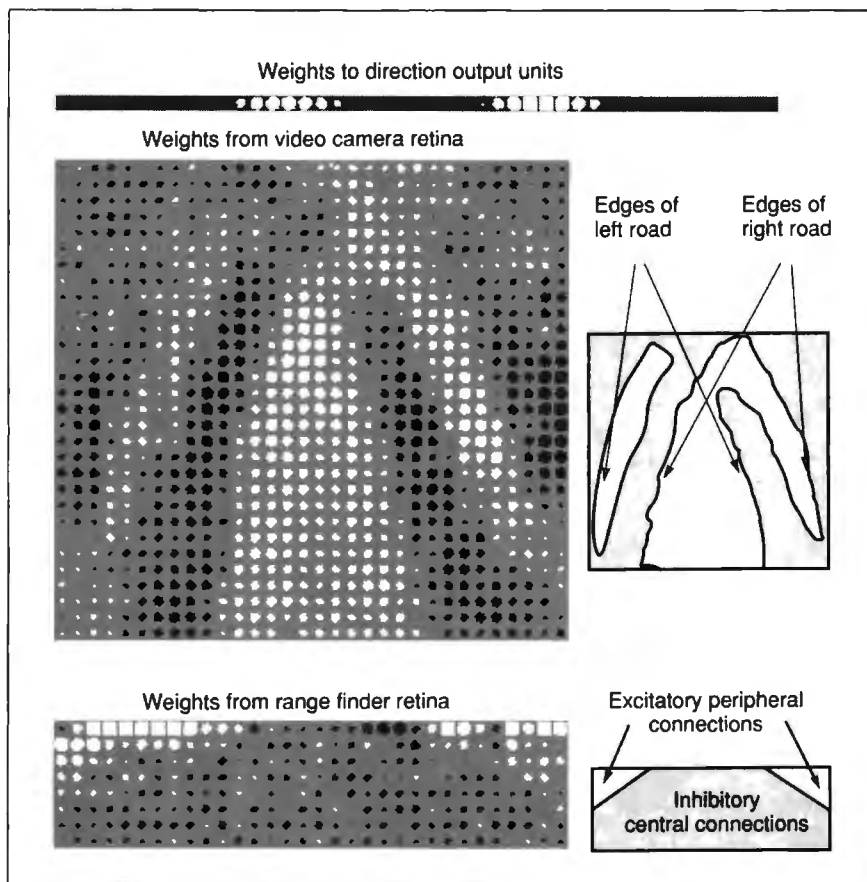 Weights to direction output units
Weights from video camera retina
Edges of
left road
Edges of
right road
Weights from range finder retina
Excitatory peripheral
connections
Inhibitory
central connections